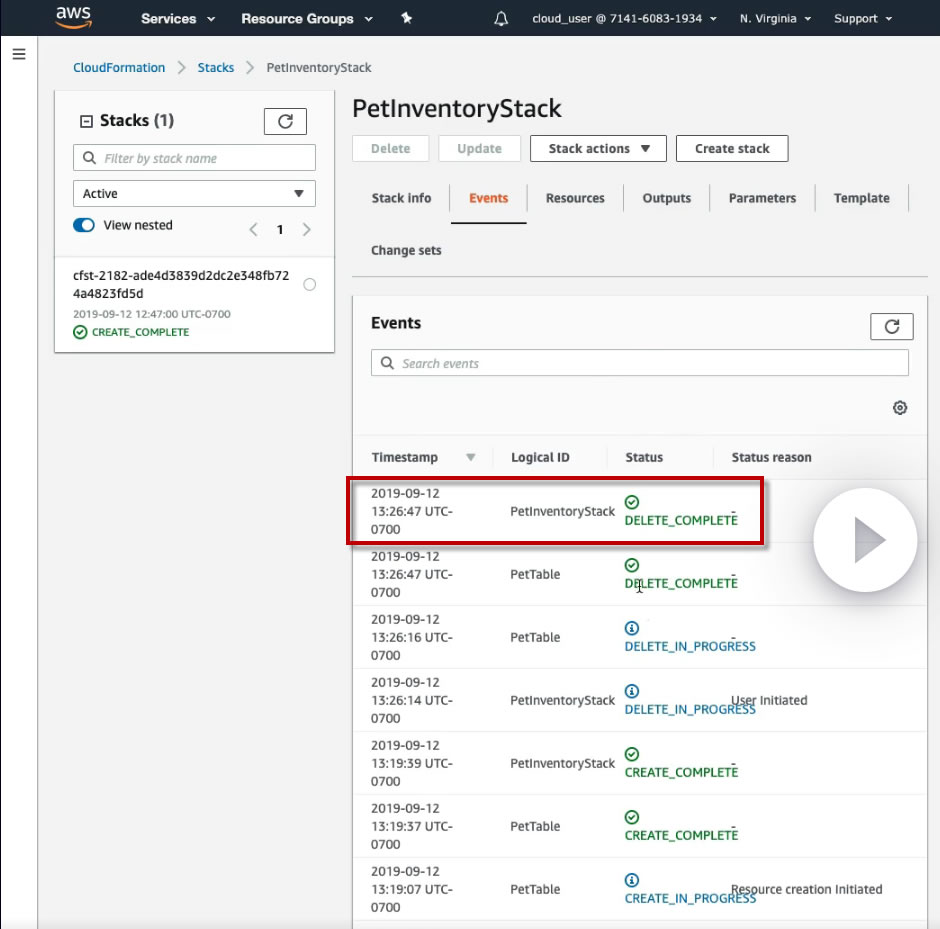 aws
Services
Resource Groups
cloud_user @ 7141-6083-1934
N. Virginia
Support
CloudFormation
Stacks
PetInventoryStack
Stacks (1)
Filter by stack name
Active
View nested
1
cfst-2182-ade4d3839d2dc2e348fb72
4a4823fd5d
2019-09-12 12:47:00 UTC-0700
CREATE_COMPLETE
PetInventoryStack
Delete
Update
Stack actions
Create stack
Stack info
Events
Resources
Outputs
Parameters
Template
Change sets
Events
Search events
Timestamp
Logical ID
Status
Status reason
2019-09-12
13:26:47 UTC-
0700
PetInventoryStack
DELETE_COMPLETE
-
2019-09-12
13:26:47 UTC-
0700
PetTable
DELETE_COMPLETE
-
2019-09-12
13:26:16 UTC-
0700
PetTable
DELETE_IN_PROGRESS
-
2019-09-12
13:26:14 UTC-
0700
PetInventoryStack
DELETE_IN_PROGRESS
User Initiated
2019-09-12
13:19:39 UTC-
0700
PetInventoryStack
CREATE_COMPLETE
-
2019-09-12
13:19:37 UTC-
0700
PetTable
CREATE_COMPLETE
-
2019-09-12
13:19:07 UTC-
0700
PetTable
CREATE_IN_PROGRESS
Resource creation Initiated